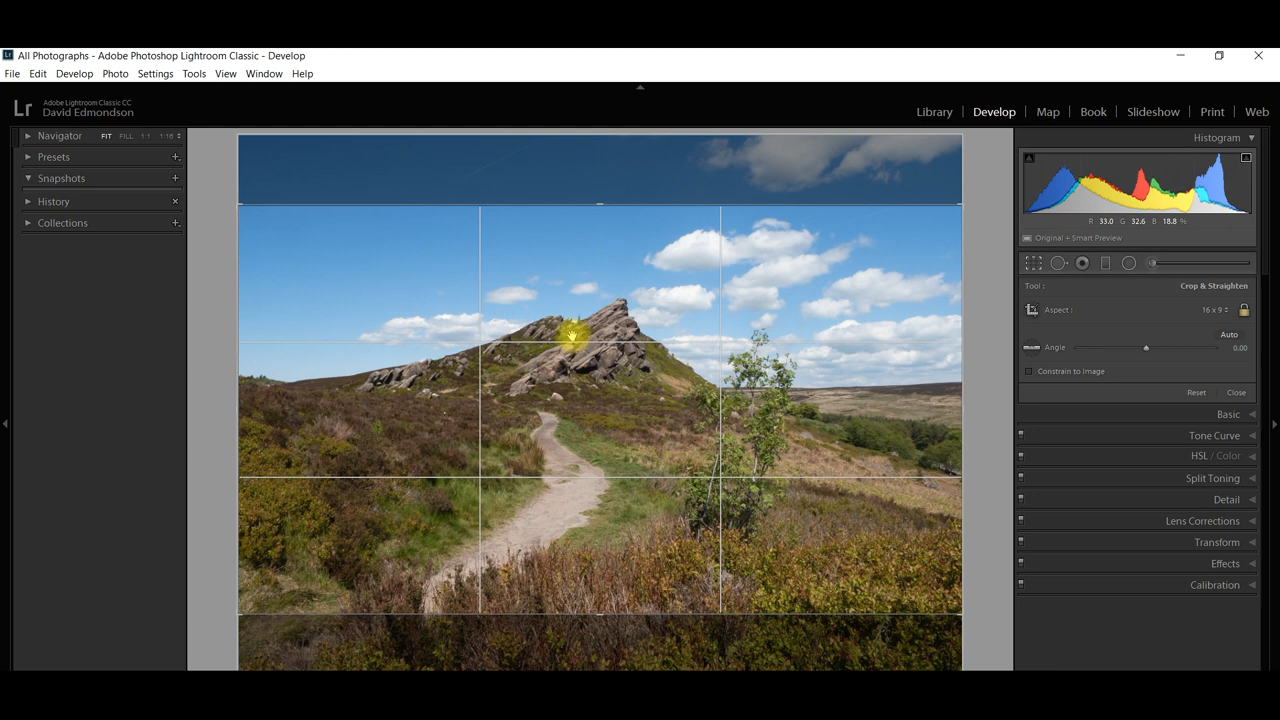 All Photographs - Adobe Photoshop Lightroom Classic - Develop
File Edit Develop Photo Settings Tools View Window Help
Lr Adobe Lightroom Classic CC
David Edmondson
Library | Develop | Map | Book | Slideshow | Print | Web
Navigator FIT FILL 1:1 1:16
Histogram
Presets
Snapshots
History
Collections
R 33.0 G 32.6 B 18.8 %
Original + Smart Preview
Tool : Crop & Straighten
Aspect : 16 x 9
Auto
Angle 0.00
Constrain to Image
Reset Close
Basic
Tone Curve
HSL / Color
Split Toning
Detail
Lens Corrections
Transform
Effects
Calibration